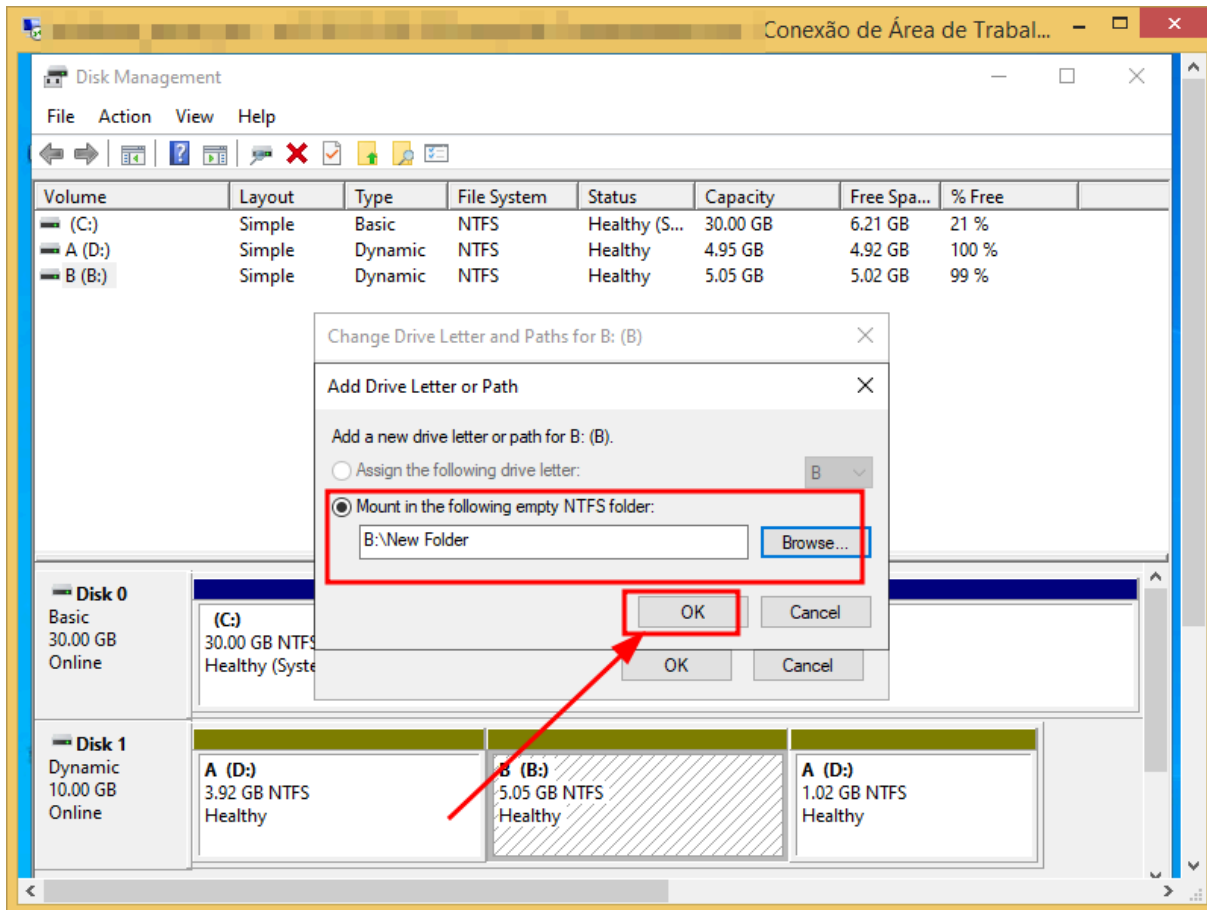 Conexão de Área de Trabal...
Disk Management
File Action View Help
Volume Layout Type File System Status Capacity Free Spa... % Free
(C:) Simple Basic NTFS Healthy (S... 30.00 GB 6.21 GB 21 %
A (D:) Simple Dynamic NTFS Healthy 4.95 GB 4.92 GB 100 %
B (B:) Simple Dynamic NTFS Healthy 5.05 GB 5.02 GB 99 %
Change Drive Letter and Paths for B: (B)
Add Drive Letter or Path
Add a new drive letter or path for B: (B).
Assign the following drive letter: B
Mount in the following empty NTFS folder:
B:\New Folder Browse...
OK Cancel
OK Cancel
Disk 0
Basic
30.00 GB
Online
(C:)
30.00 GB NTFS
Healthy (Syste
Disk 1
Dynamic
10.00 GB
Online
A (D:)
3.92 GB NTFS
Healthy
B (B:)
5.05 GB NTFS
Healthy
A (D:)
1.02 GB NTFS
Healthy